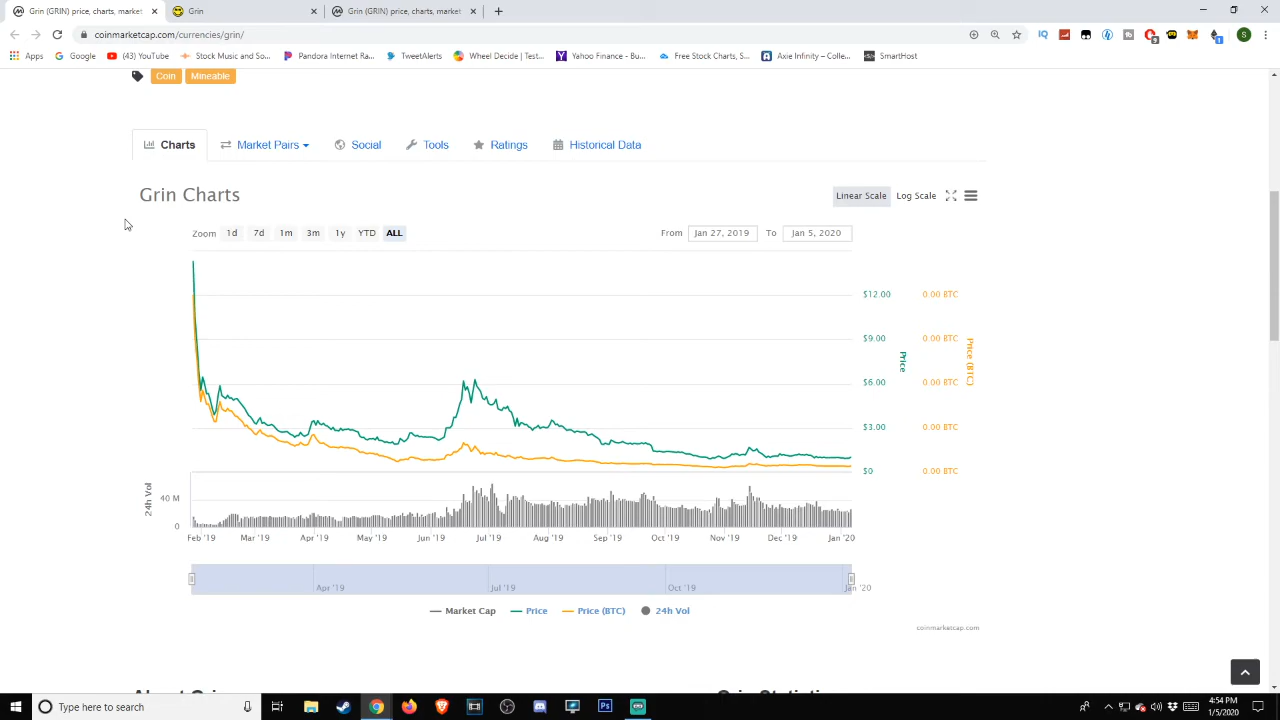 Grin (GRIN) price, charts, market
Grin
Grin (GRIN) price, charts, market
coinmarketcap.com/currencies/grin/
Apps
Google
(43) YouTube
Stock Music and So...
Pandora Internet Ra...
TweetAlerts
Wheel Decide | Test...
Yahoo Finance - Bu...
Free Stock Charts, S...
Axie Infinity – Colle...
SmartHost
Coin Mineable
Charts Market Pairs Social Tools Ratings Historical Data
Grin Charts
Linear Scale Log Scale
Zoom 1d 7d 1m 3m 1y YTD ALL
From Jan 27, 2019 To Jan 5, 2020
$12.00 0.00 BTC
$9.00 0.00 BTC
Price
Price (BTC)
$6.00 0.00 BTC
$3.00 0.00 BTC
$0 0.00 BTC
24h Vol
40 M
0
Feb '19 Mar '19 Apr '19 May '19 Jun '19 Jul '19 Aug '19 Sep '19 Oct '19 Nov '19 Dec '19 Jan '20
Apr '19 Jul '19 Oct '19 Jan '20
Market Cap Price Price (BTC) 24h Vol
coinmarketcap.com
Type here to search
4:54 PM
1/5/2020